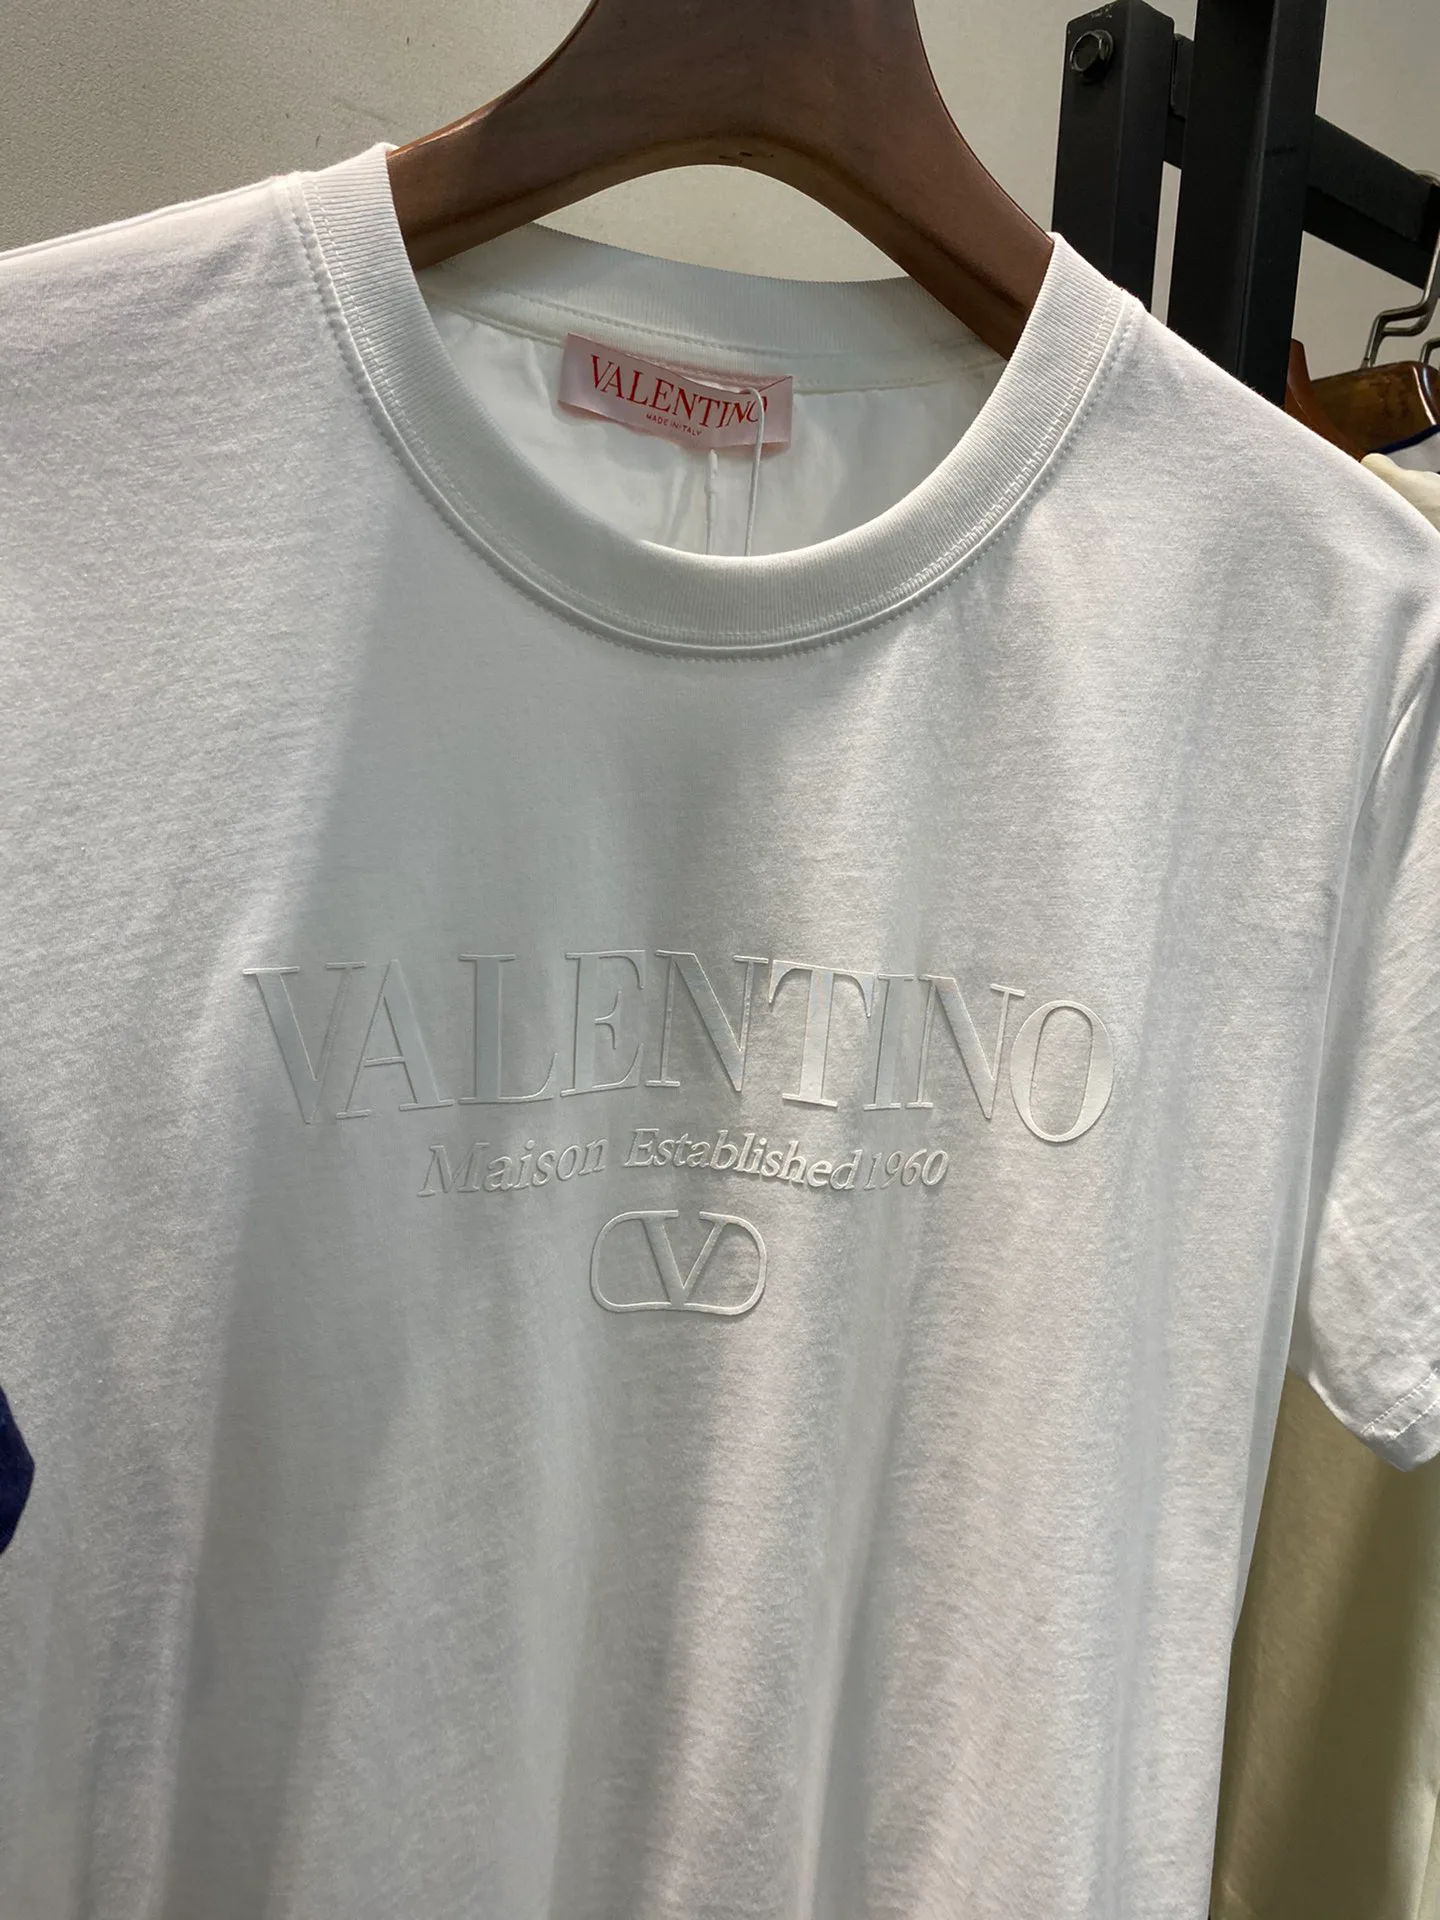 VALENTINO
MADE IN ITALY
VALENTINO
Maison Established 1960
V